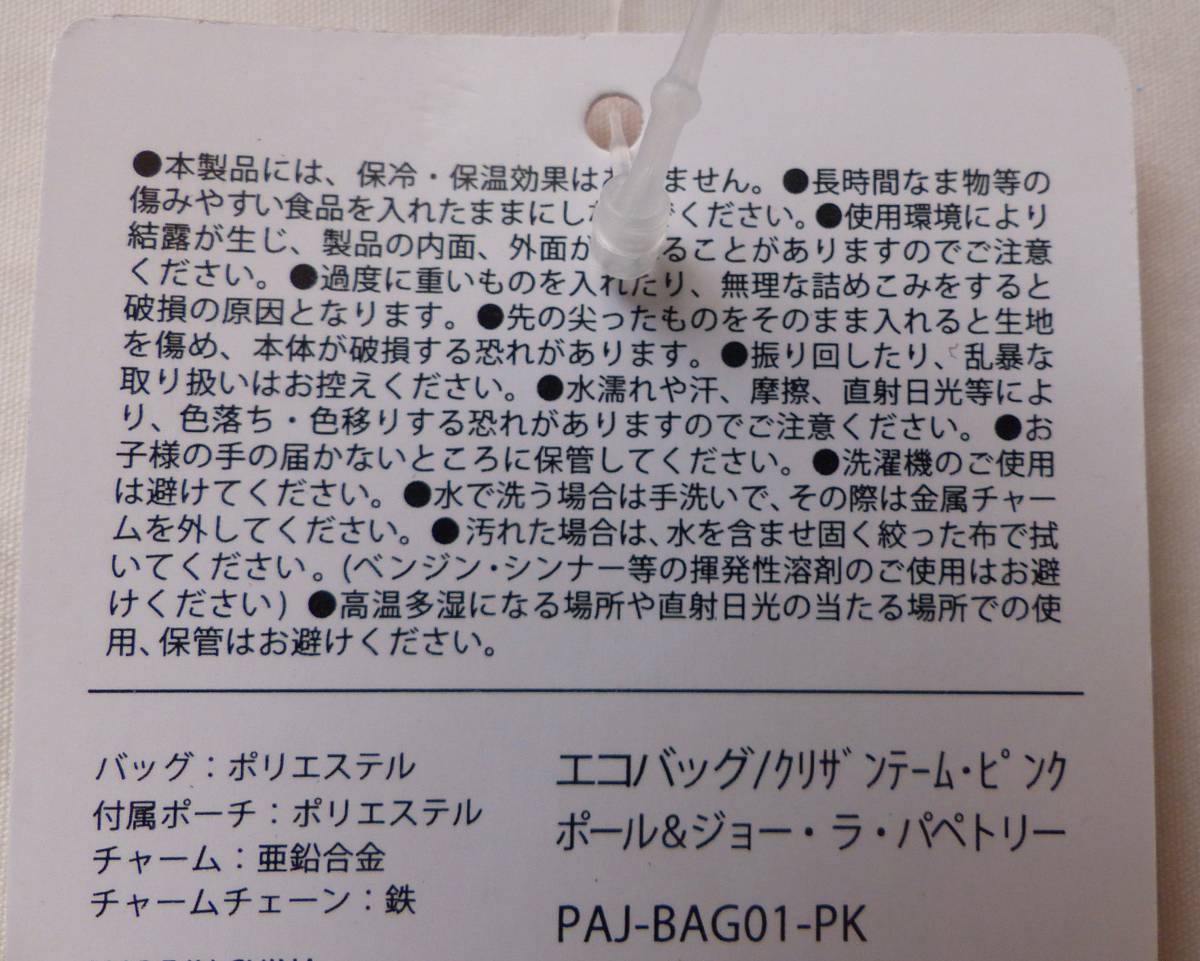 ●本製品には、保冷・保温効果は ません。●長時間なま物等の
傷みやすい食品を入れたままにし ください。●使用環境により
結露が生じ、製品の内面、外面が ることがありますのでご注意
ください。●過度に重いものを入れたり、無理な詰めこみをすると
破損の原因となります。●先の尖ったものをそのまま入れると生地
を傷め、本体が破損する恐れがあります。●振り回したり、乱暴な
取り扱いはお控えください。●水濡れや汗、摩擦、直射日光等によ
り、色落ち・色移りする恐れがありますのでご注意ください。●お
子様の手の届かないところに保管してください。●洗濯機のご使用
は避けてください。●水で洗う場合は手洗いで、その際は金属チャー
ムを外してください。●汚れた場合は、水を含ませ固く絞った布で拭
いてください。(ベンジン・シンナー等の揮発性溶剤のご使用はお避
けください) ●高温多湿になる場所や直射日光の当たる場所での使
用、保管はお避けください。
バッグ：ポリエステル
付属ポーチ：ポリエステル
チャーム：亜鉛合金
チャームチェーン：鉄
エコバッグ/ｸﾘｻﾞﾝﾃｰﾑ・ﾋﾟﾝｸ
ポール&ジョー・ラ・パペトリー
PAJ-BAG01-PK